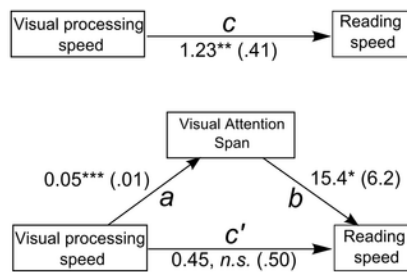 Visual processing
speed
c
1.23** (.41)
Reading
speed
Visual Attention
Span
0.05*** (.01)
a
b
15.4* (6.2)
Visual processing
speed
c'
0.45, n.s. (.50)
Reading
speed